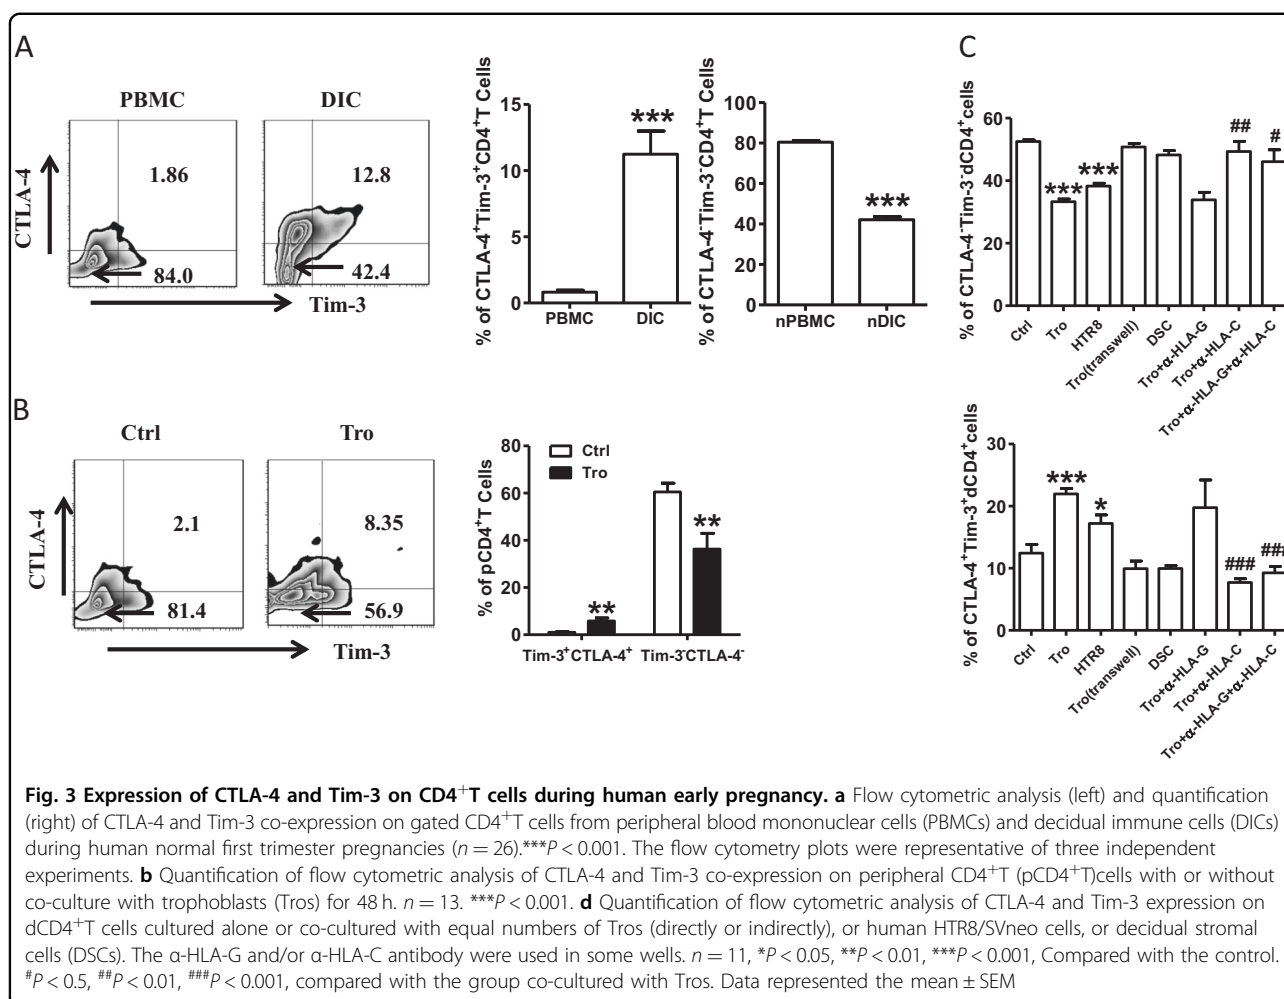 A
PBMC
DIC
CTLA-4
1.86
84.0
12.8
42.4
Tim-3
% of CTLA-4+Tim-3+CD4+T Cells
15
10
5
0
***
PBMC
DIC
% of CTLA-4-Tim-3-CD4+T Cells
100
80
60
40
20
0
***
nPBMC
nDIC
C
% of CTLA-4-Tim-3-dCD4+cells
60
40
20
0
***
***
##
#
Ctrl
Tro
HTR8
Tro(transwell)
DSC
Tro+α-HLA-G
Tro+α-HLA-C
Tro+α-HLA-G+α-HLA-C
B
Ctrl
Tro
CTLA-4
2.1
81.4
8.35
56.9
Tim-3
% of pCD4+T Cells
80
60
40
20
0
Ctrl
Tro
**
**
Tim-3+CTLA-4+
Tim-3-CTLA-4-
% of CTLA-4+Tim-3+dCD4+cells
30
20
10
0
***
*
###
###
Ctrl
Tro
HTR8
Tro(transwell)
DSC
Tro+α-HLA-G
Tro+α-HLA-C
Tro+α-HLA-G+α-HLA-C
Fig. 3 Expression of CTLA-4 and Tim-3 on CD4+T cells during human early pregnancy. a Flow cytometric analysis (left) and quantification
(right) of CTLA-4 and Tim-3 co-expression on gated CD4+T cells from peripheral blood mononuclear cells (PBMCs) and decidual immune cells (DICs)
during human normal first trimester pregnancies (n = 26).***P < 0.001. The flow cytometry plots were representative of three independent
experiments. b Quantification of flow cytometric analysis of CTLA-4 and Tim-3 co-expression on peripheral CD4+T (pCD4+T)cells with or without
co-culture with trophoblasts (Tros) for 48 h. n = 13. ***P < 0.001. d Quantification of flow cytometric analysis of CTLA-4 and Tim-3 expression on
dCD4+T cells cultured alone or co-cultured with equal numbers of Tros (directly or indirectly), or human HTR8/SVneo cells, or decidual stromal
cells (DSCs). The α-HLA-G and/or α-HLA-C antibody were used in some wells. n = 11, *P < 0.05, **P < 0.01, ***P < 0.001, Compared with the control.
#P < 0.5, ##P < 0.01, ###P < 0.001, compared with the group co-cultured with Tros. Data represented the mean ± SEM